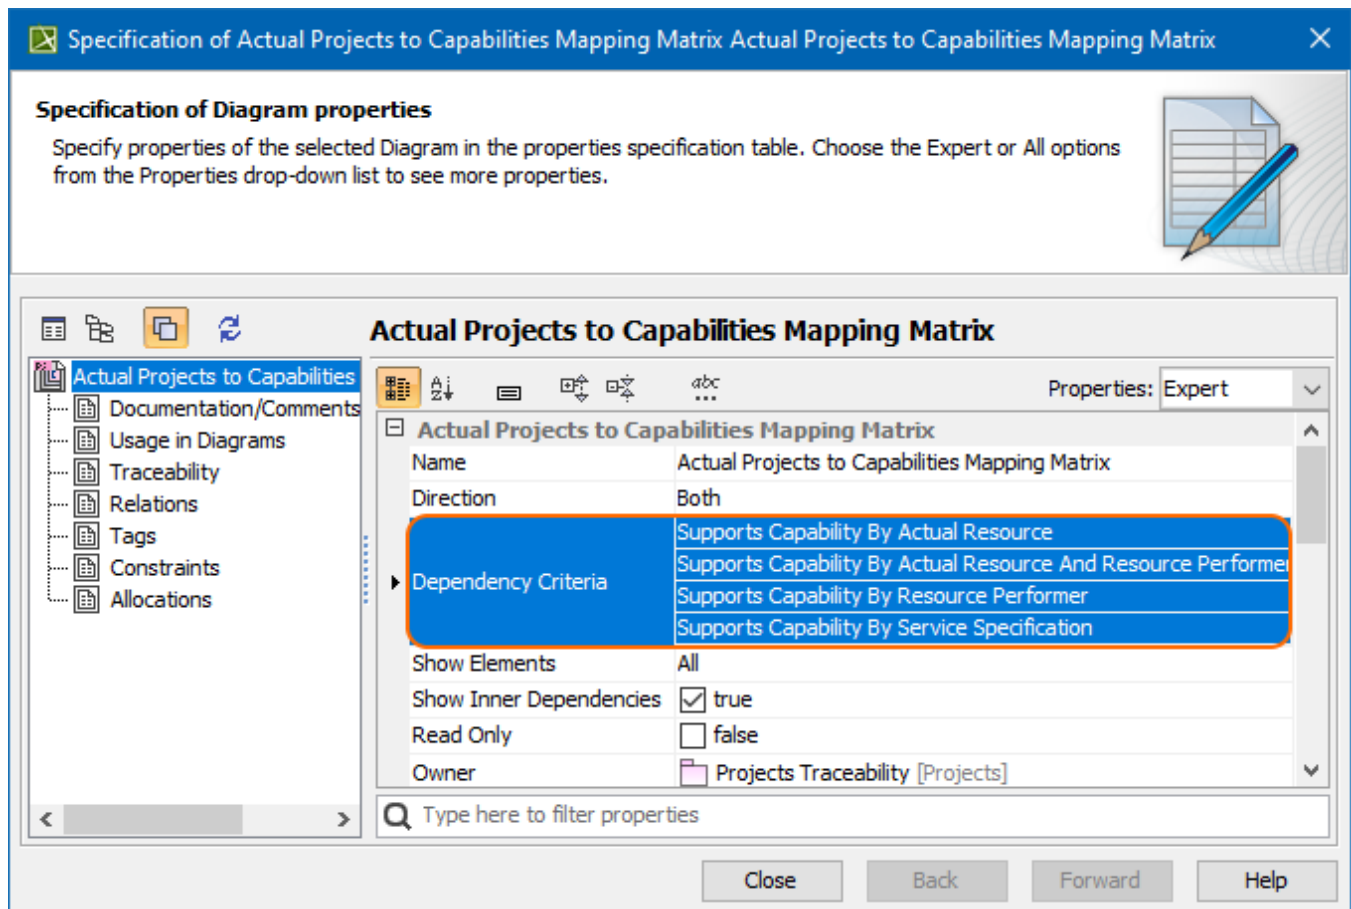 Specification of Actual Projects to Capabilities Mapping Matrix Actual Projects to Capabilities Mapping Matrix
Specification of Diagram properties
Specify properties of the selected Diagram in the properties specification table. Choose the Expert or All options
from the Properties drop-down list to see more properties.
Actual Projects to Capabilities
Documentation/Comments
Usage in Diagrams
Traceability
Relations
Tags
Constraints
Allocations
Actual Projects to Capabilities Mapping Matrix
abc
Properties: Expert
Actual Projects to Capabilities Mapping Matrix
Name Actual Projects to Capabilities Mapping Matrix
Direction Both
Dependency Criteria
Supports Capability By Actual Resource
Supports Capability By Actual Resource And Resource Performer
Supports Capability By Resource Performer
Supports Capability By Service Specification
Show Elements All
Show Inner Dependencies true
Read Only false
Owner Projects Traceability [Projects]
Type here to filter properties
Close Back Forward Help